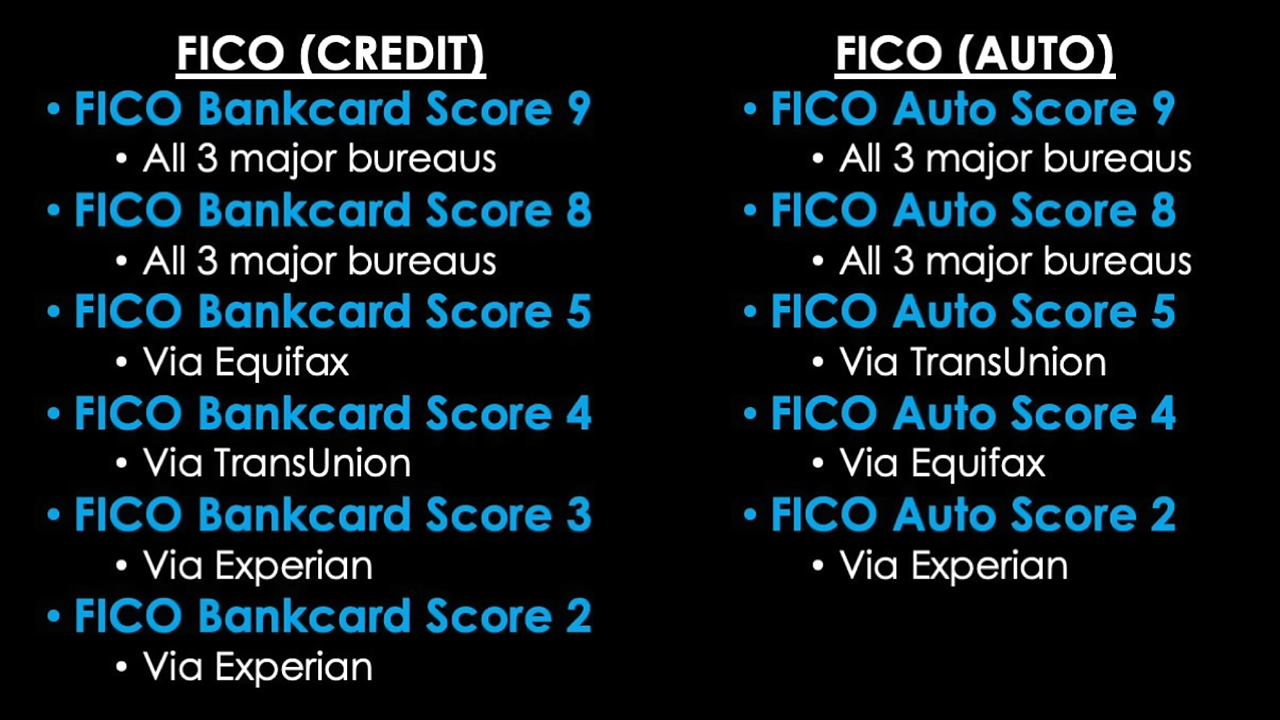 FICO (CREDIT)
• FICO Bankcard Score 9
• All 3 major bureaus
• FICO Bankcard Score 8
• All 3 major bureaus
• FICO Bankcard Score 5
• Via Equifax
• FICO Bankcard Score 4
• Via TransUnion
• FICO Bankcard Score 3
• Via Experian
• FICO Bankcard Score 2
• Via Experian
FICO (AUTO)
• FICO Auto Score 9
• All 3 major bureaus
• FICO Auto Score 8
• All 3 major bureaus
• FICO Auto Score 5
• Via TransUnion
• FICO Auto Score 4
• Via Equifax
• FICO Auto Score 2
• Via Experian